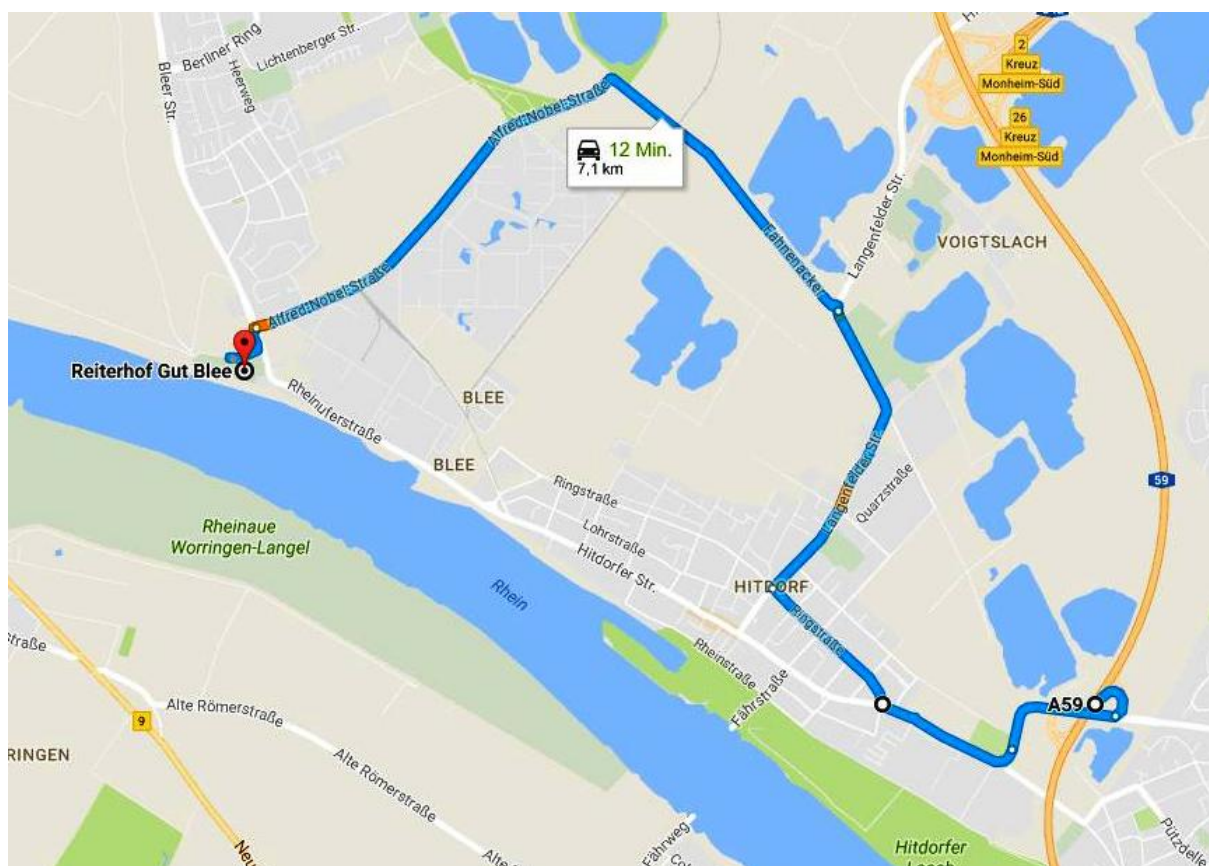 Berliner Ring
Lichtenberger Str.
Bleer Str.
Heerweg
2
Kreuz
Monheim-Süd
26
Kreuz
Monheim-Süd
Alfred-Nobel-Straße
12 Min.
7,1 km
Langenfelder Str.
VOIGTSLACH
Fahnenacker
Alfred-Nobel-Straße
Reiterhof Gut Blee
Rheinuferstraße
BLEE
BLEE
Langenfelder Str.
Quarzstraße
59
Ringstraße
Lohrstraße
Hitdorfer Str.
Rheinaue
Worringen-Langel
Rhein
HITDORF
Ringstraße
Rheinstraße
Fährstraße
A59
straße
Alte Römerstraße
9
RINGEN
Alte Römerstraße
Neu
Alte
Fährweg
Hitdorfer